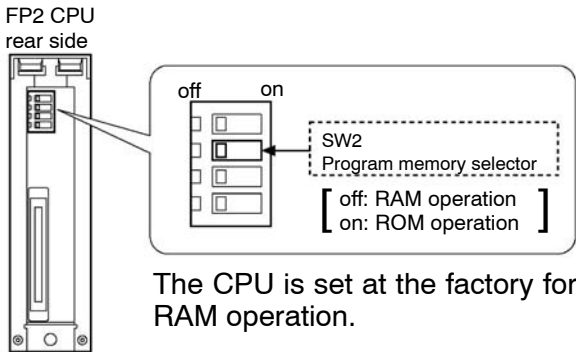 FP2 CPU
rear side
off on
SW2
Program memory selector
off: RAM operation
on: ROM operation
The CPU is set at the factory for
RAM operation.